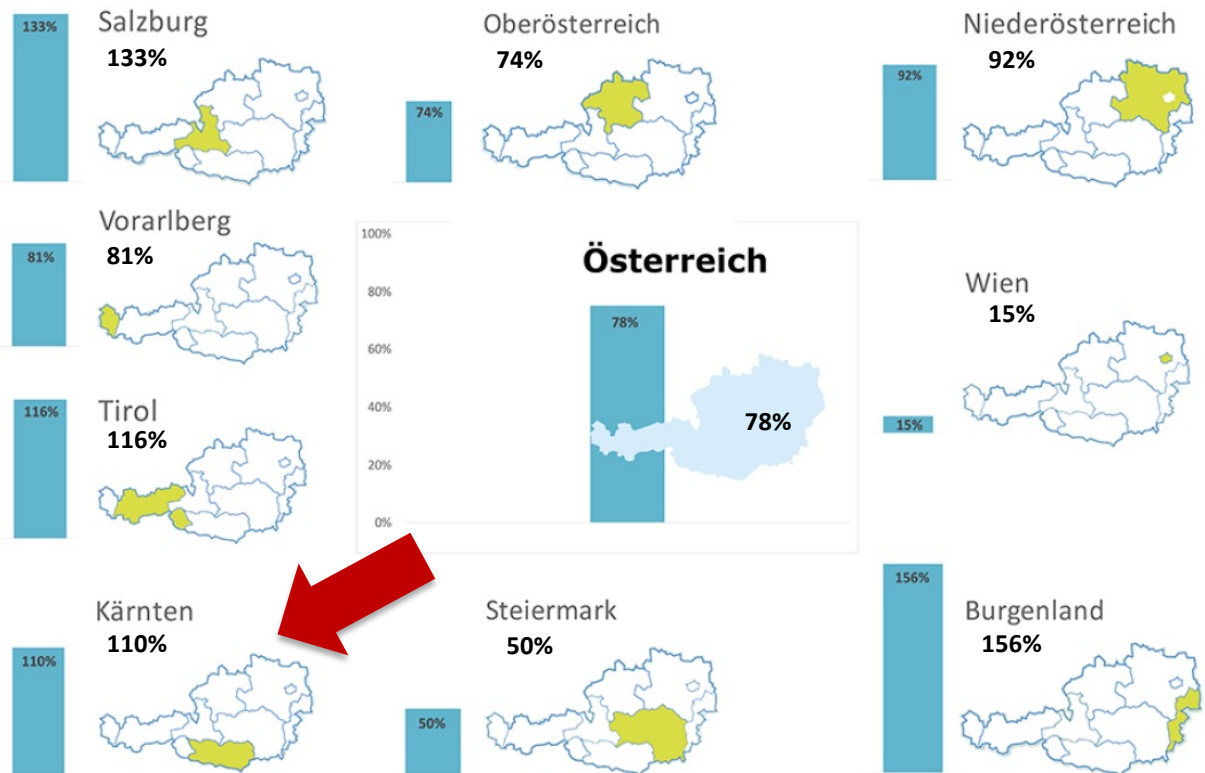 133%
Salzburg
133%
74%
Oberösterreich
74%
92%
Niederösterreich
92%
81%
Vorarlberg
81%
100%
80%
60%
40%
20%
0%
Österreich
78%
78%
Wien
15%
15%
116%
Tirol
116%
110%
Kärnten
110%
50%
Steiermark
50%
156%
Burgenland
156%